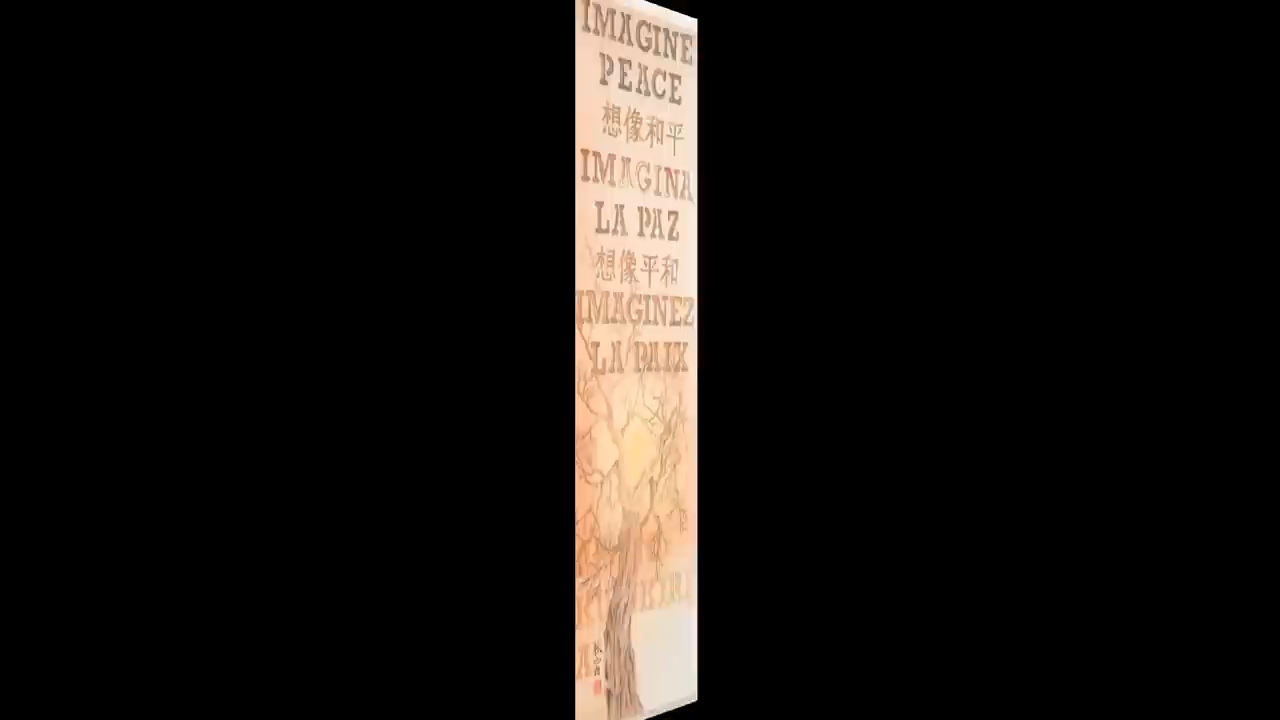 IMAGINE
PEACE
想像和平
IMAGINA
LA PAZ
想像平和
IMAGINEZ
LA PAIX